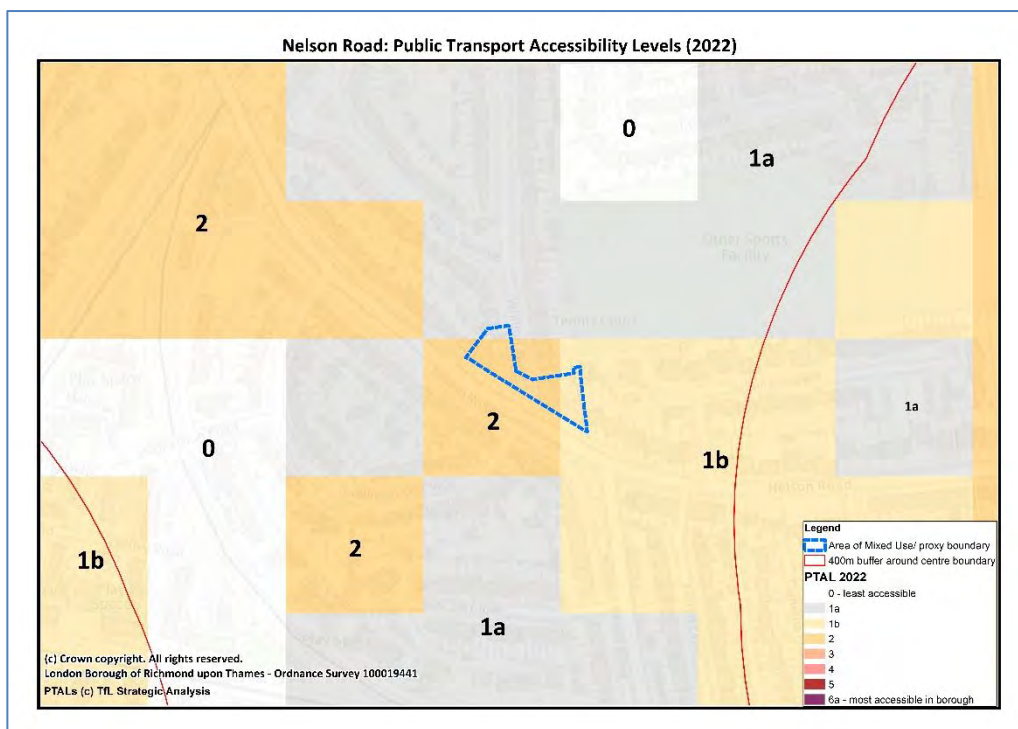 Nelson Road: Public Transport Accessibility Levels (2022)
0
1a
2
Other Sports
Facility
2
1a
0
1b
Nelson Road
2
1b
1a
Legend
Area of Mixed Use/ proxy boundary
400m buffer around centre boundary
PTAL 2022
0 - least accessible
1a
1b
2
3
4
5
6a - most accessible in borough
(c) Crown copyright. All rights reserved.
London Borough of Richmond upon Thames - Ordnance Survey 100019441
PTALs (c) TfL Strategic Analysis